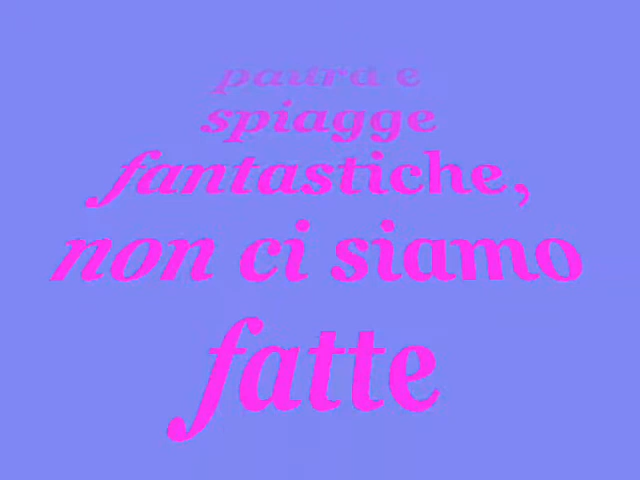 paura e
spiagge
fantastiche,
non ci siamo
fatte